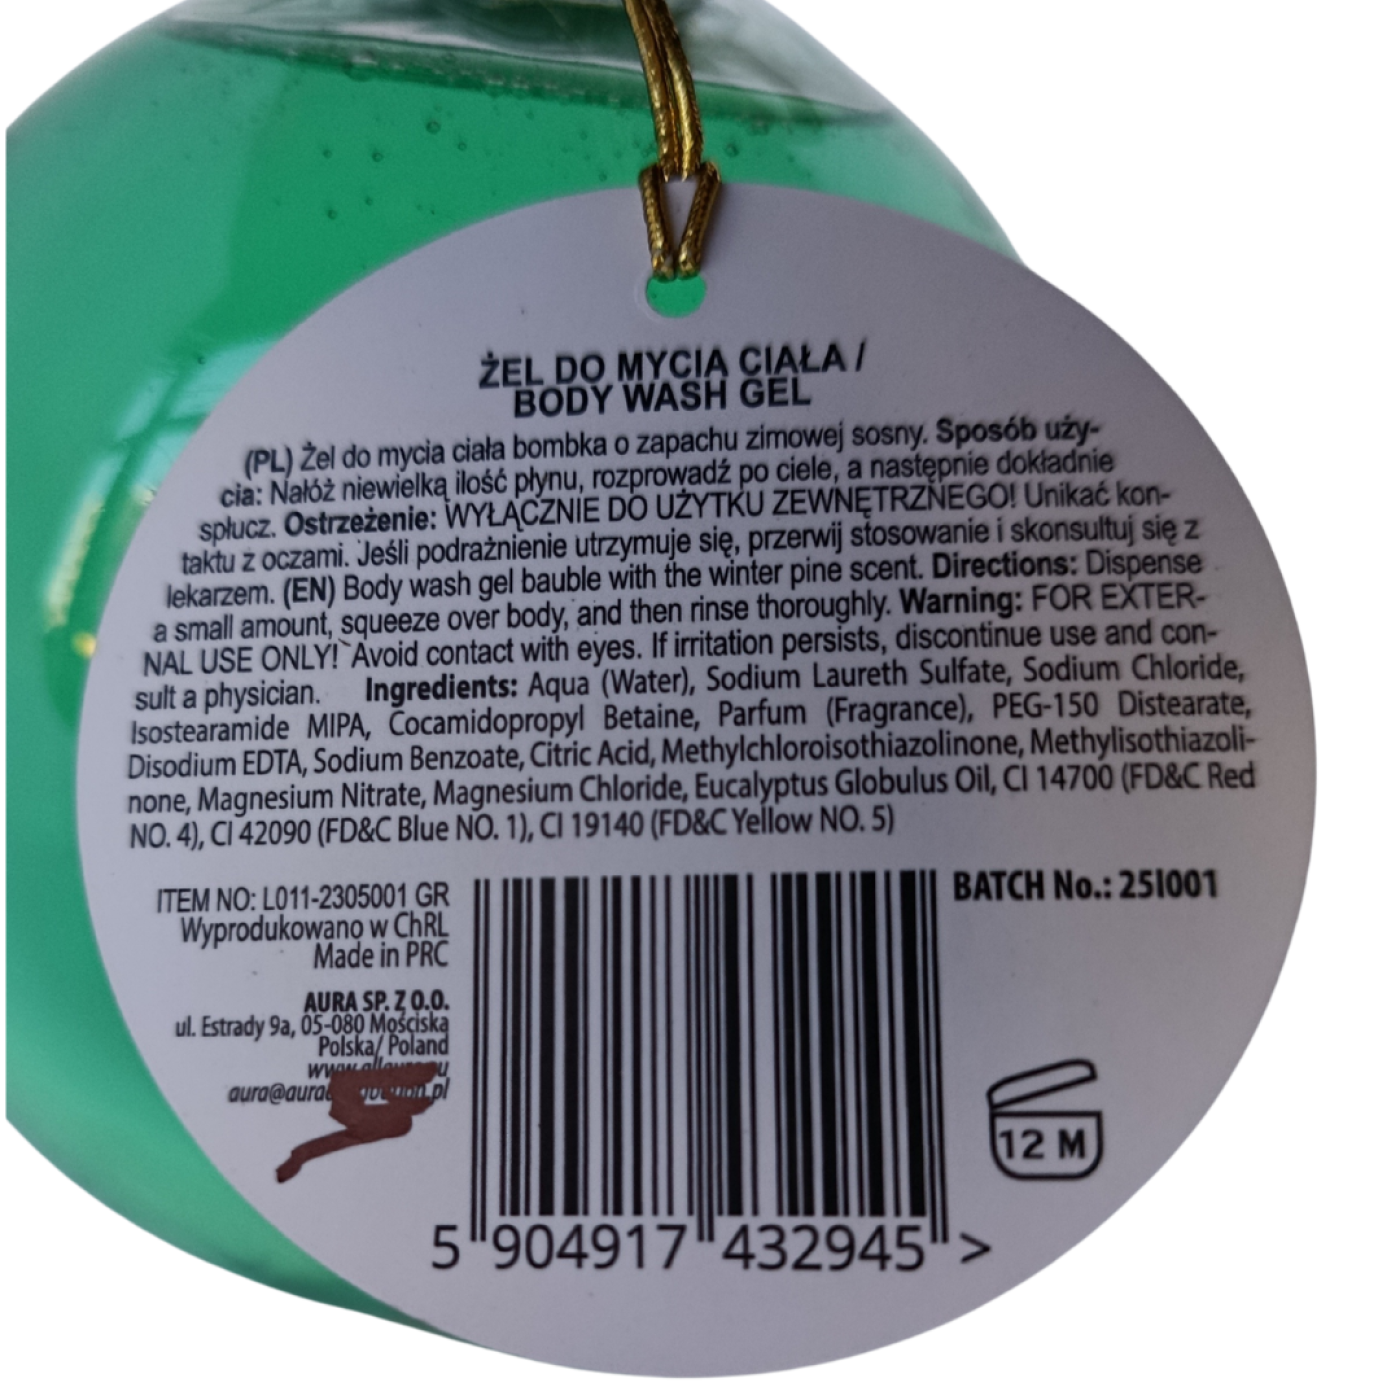 ŻEL DO MYCIA CIAŁA /
BODY WASH GEL
(PL) Żel do mycia ciała bombka o zapachu zimowej sosny. Sposób uży-
cia: Nałóż niewielką ilość płynu, rozprowadź po ciele, a następnie dokładnie
spłucz. Ostrzeżenie: WYŁĄCZNIE DO UŻYTKU ZEWNĘTRZNEGO! Unikać kon-
taktu z oczami. Jeśli podrażnienie utrzymuje się, przerwij stosowanie i skonsultuj się z
lekarzem. (EN) Body wash gel bauble with the winter pine scent. Directions: Dispense
a small amount, squeeze over body, and then rinse thoroughly. Warning: FOR EXTER-
NAL USE ONLY! Avoid contact with eyes. If irritation persists, discontinue use and con-
sult a physician. Ingredients: Aqua (Water), Sodium Laureth Sulfate, Sodium Chloride,
Isostearamide MIPA, Cocamidopropyl Betaine, Parfum (Fragrance), PEG-150 Distearate,
Disodium EDTA, Sodium Benzoate, Citric Acid, Methylchloroisothiazolinone, Methylisothiazoli-
none, Magnesium Nitrate, Magnesium Chloride, Eucalyptus Globulus Oil, CI 14700 (FD&C Red
NO. 4), CI 42090 (FD&C Blue NO. 1), CI 19140 (FD&C Yellow NO. 5)
ITEM NO: L011-2305001 GR
Wyprodukowano w ChRL
Made in PRC
AURA SP. Z O.O.
ul. Estrady 9a, 05-080 Mościska
Polska/ Poland
BATCH No.: 25I001
12 M
5 904917 432945 >